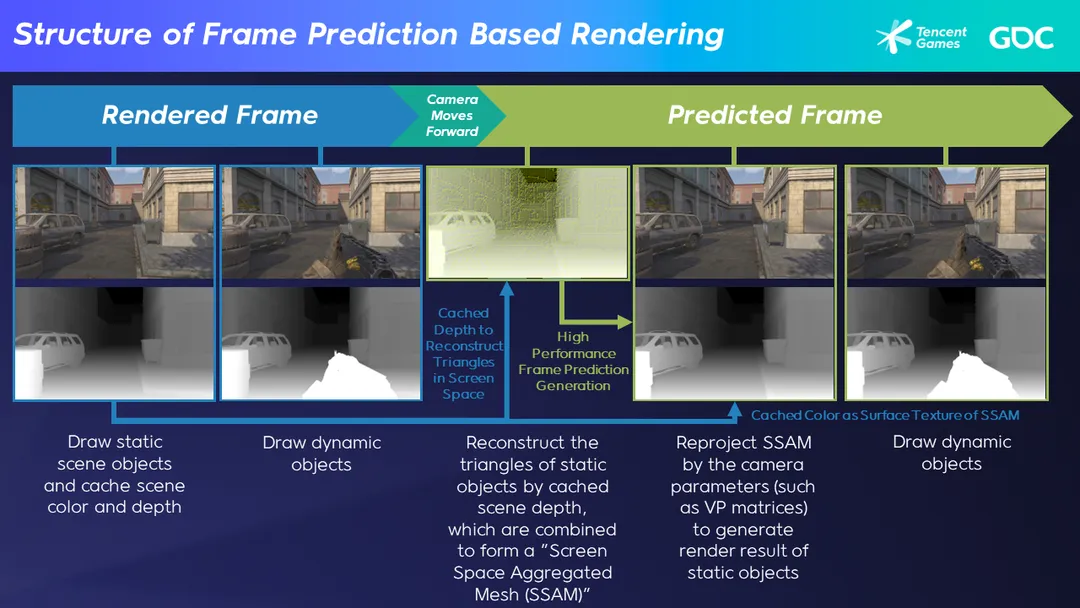 Structure of Frame Prediction Based Rendering
Tencent
Games
GDC
Rendered Frame
Camera
Moves
Forward
Predicted Frame
Cached
Depth to
Reconstruct
Triangles
in Screen
Space
High
Performance
Frame Prediction
Generation
Cached Color as Surface Texture of SSAM
Draw static
scene objects
and cache scene
color and depth
Draw dynamic
objects
Reconstruct the
triangles of static
objects by cached
scene depth,
which are combined
to form a "Screen
Space Aggregated
Mesh (SSAM)"
Reproject SSAM
by the camera
parameters (such
as VP matrices)
to generate
render result of
static objects
Draw dynamic
objects